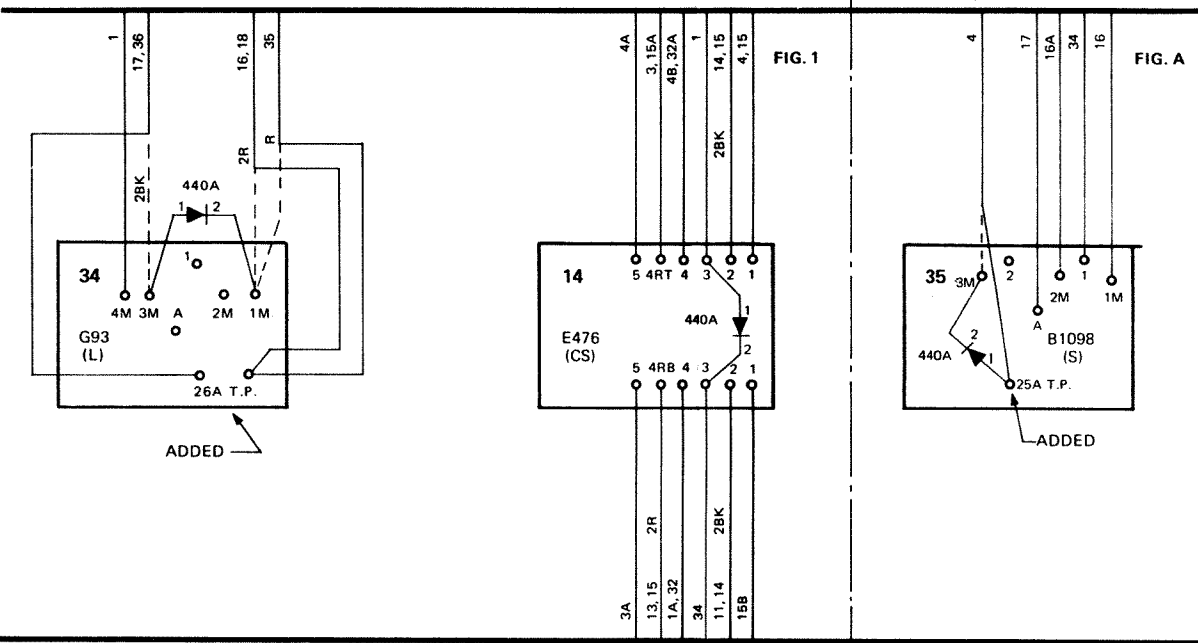 1
17, 36
16, 18
35
2BK
2R
R
440A
1 2
1
34
4M 3M A 2M 1M
G93
(L)
26A T.P.
ADDED
4A
3, 15A
4B, 32A
1
14, 15
4, 15
FIG. 1
2BK
5 4RT 4 3 2 1
14
440A
1
2
E476
(CS)
5 4RB 4 3 2 1
2R
2BK
3A
13, 15
1A, 32
34
11, 14
15B
4
17
16A
34
16
FIG. A
35
3M 2 1
2M 1M
A
B1098
(S)
440A
2
1
25A T.P.
ADDED